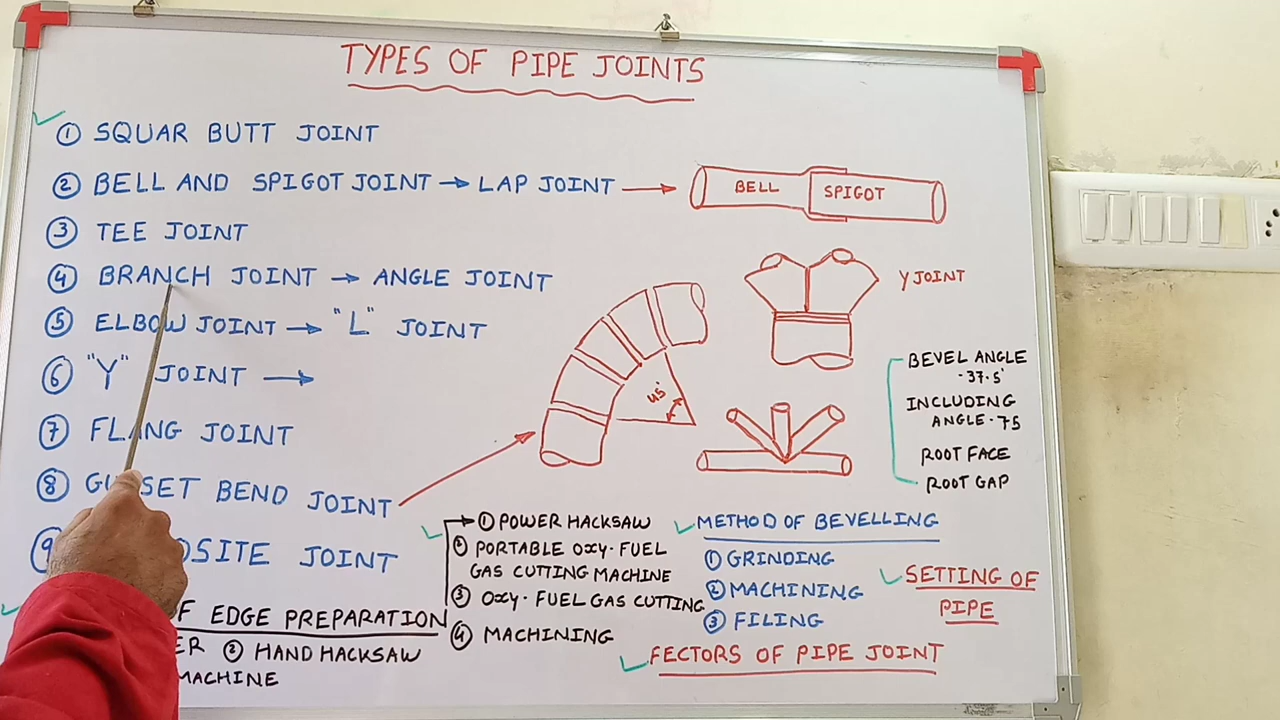 TYPES OF PIPE JOINTS
① SQUAR BUTT JOINT
② BELL AND SPIGOT JOINT → LAP JOINT →
BELL SPIGOT
③ TEE JOINT
④ BRANCH JOINT → ANGLE JOINT
⑤ ELBOW JOINT → "L" JOINT
⑥ "Y" JOINT →
⑦ FLANG JOINT
⑧ GUSSET BEND JOINT
JOINT
Y JOINT
45°
BEVEL ANGLE
-37.5°
INCLUDING
ANGLE-75
ROOT FACE
ROOT GAP
OF EDGE PREPARATION
② HAND HACKSAW
MACHINE
① POWER HACKSAW
② PORTABLE OXY-FUEL
GAS CUTTING MACHINE
③ OXY-FUEL GAS CUTTING
④ MACHINING
METHOD OF BEVELLING
① GRINDING
② MACHINING
③ FILING
SETTING OF
PIPE
FECTORS OF PIPE JOINT